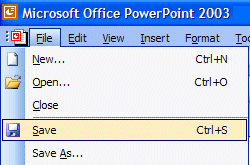 Microsoft Office PowerPoint 2003
File Edit View Insert Format
New... Ctrl+N
Open... Ctrl+O
Close
Save Ctrl+S
Save As...